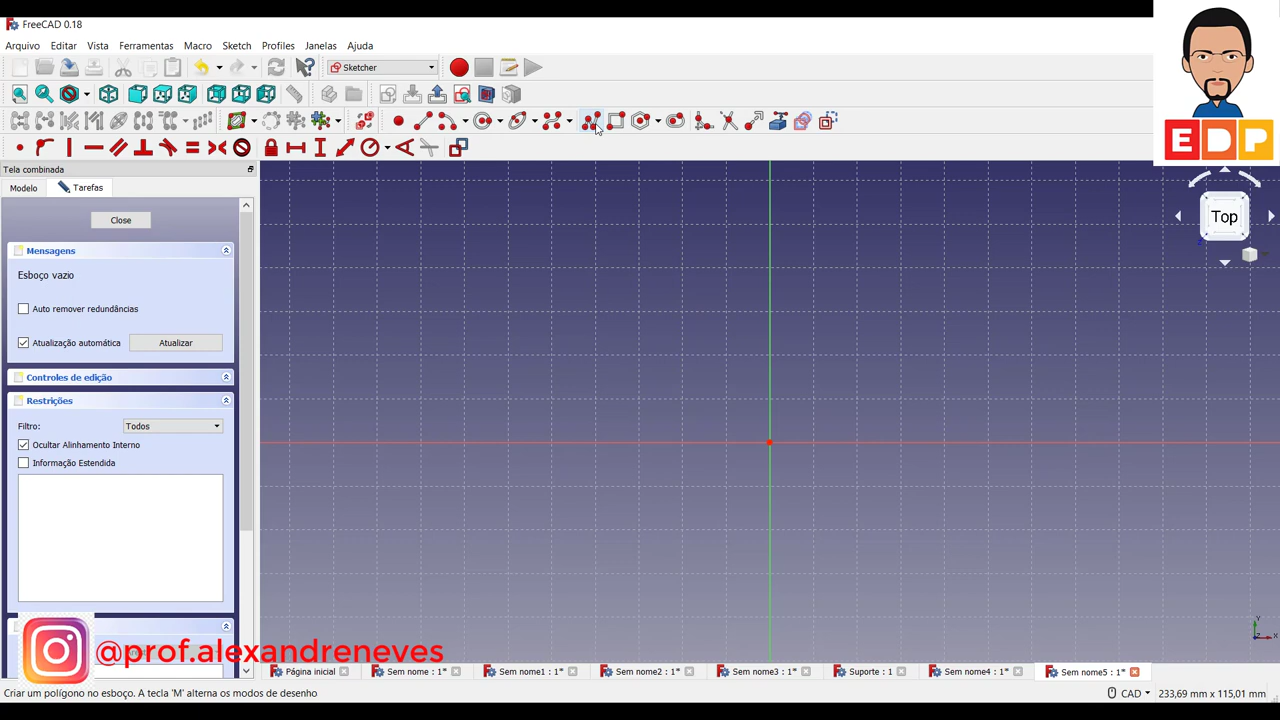 FreeCAD 0.18
Arquivo Editar Vista Ferramentas Macro Sketch Profiles Janelas Ajuda
Sketcher
EDP
Tela combinada
Modelo Tarefas
Close
Top
Mensagens
Esboço vazio
Auto remover redundâncias
Atualização automática Atualizar
Controles de edição
Restrições
Filtro: Todos
Ocultar Alinhamento Interno
Informação Estendida
@prof.alexandreneves
Página inicial Sem nome : 1* Sem nome1 : 1* Sem nome2 : 1* Sem nome3 : 1* Suporte : 1 Sem nome4 : 1* Sem nome5 : 1*
Criar um polígono no esboço. A tecla 'M' alterna os modos de desenho CAD 233,69 mm x 115,01 mm